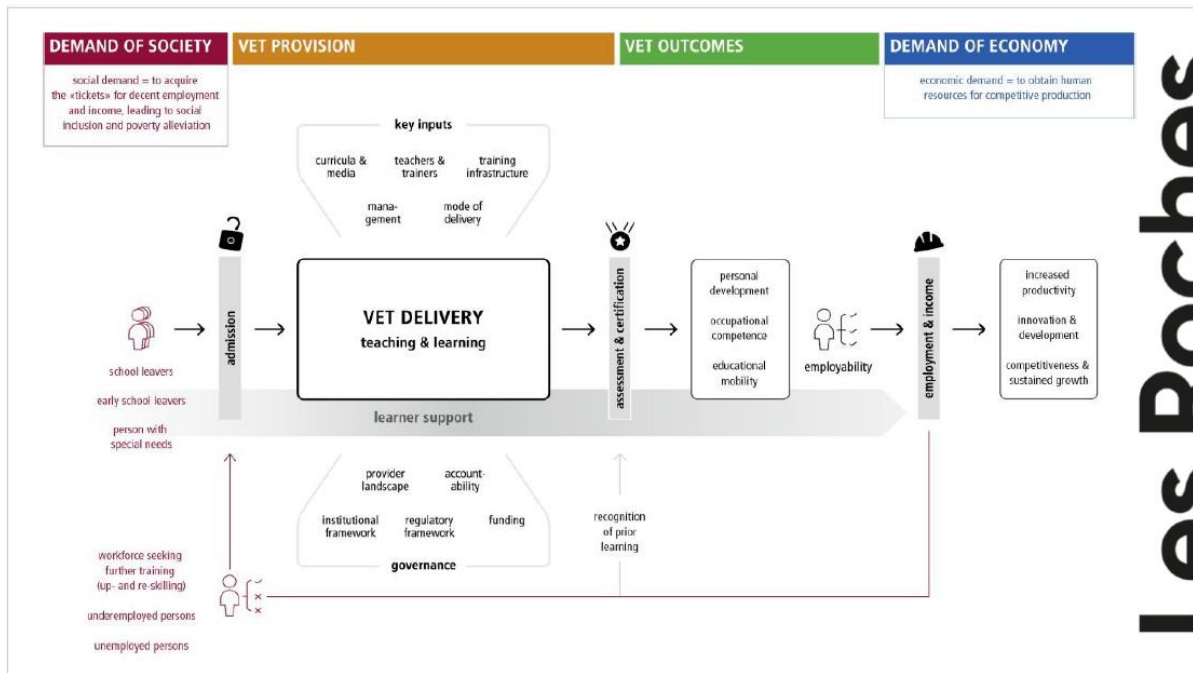 DEMAND OF SOCIETY
VET PROVISION
VET OUTCOMES
DEMAND OF ECONOMY
social demand = to acquire
the «tickets» for decent employment
and income, leading to social
inclusion and poverty alleviation
economic demand = to obtain human
resources for competitive production
key inputs
curricula &
media
teachers &
trainers
training
infrastructure
mana-
gement
mode of
delivery
school leavers
early school leavers
person with
special needs
admission
VET DELIVERY
teaching & learning
learner support
assessment & certification
personal
development
occupational
competence
educational
mobility
employability
employment & income
increased
productivity
innovation &
development
competitiveness &
sustained growth
provider
landscape
account-
ability
institutional
framework
regulatory
framework
funding
governance
recognition
of prior
learning
workforce seeking
further training
(up- and re-skilling)
underemployed persons
unemployed persons
Les Roches